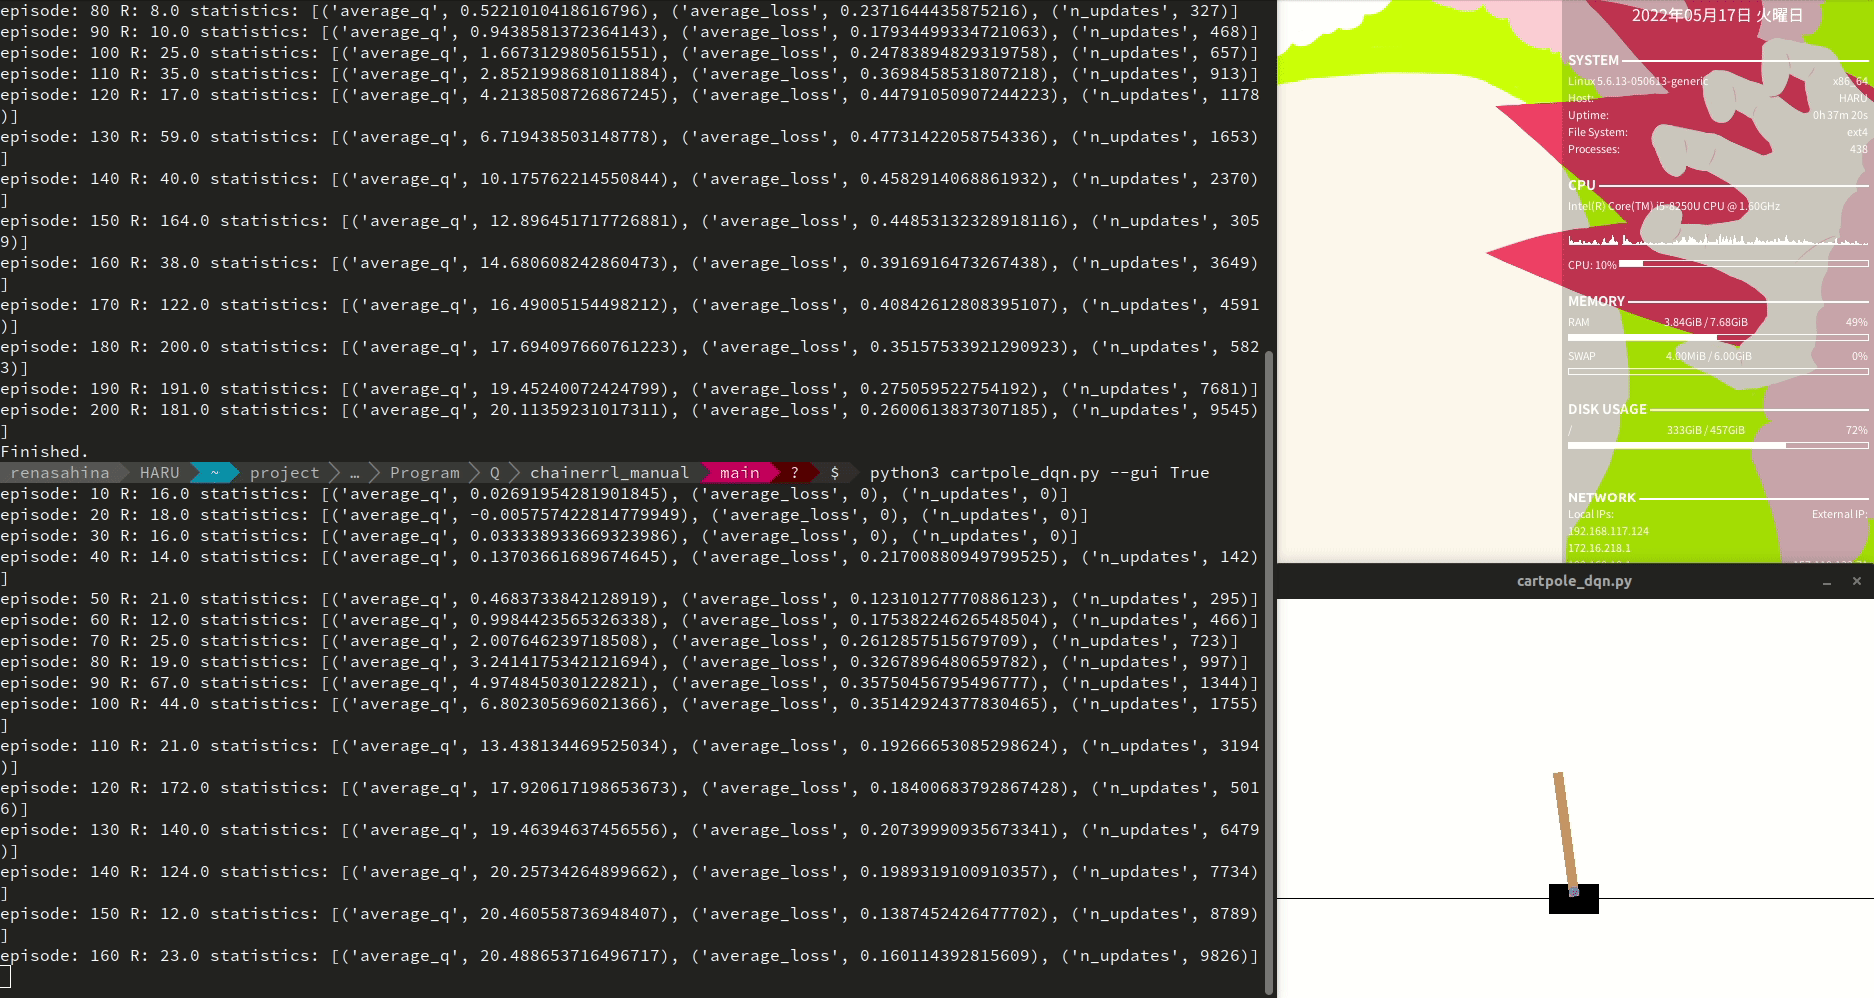 episode: 80 R: 8.0 statistics: [('average_q', 0.5221010418616796), ('average_loss', 0.2371644435875216), ('n_updates', 327)]
episode: 90 R: 10.0 statistics: [('average_q', 0.9438581372364143), ('average_loss', 0.17934499334721063), ('n_updates', 468)]
episode: 100 R: 25.0 statistics: [('average_q', 1.667312980561551), ('average_loss', 0.24783894829319758), ('n_updates', 657)]
episode: 110 R: 35.0 statistics: [('average_q', 2.8521998681011884), ('average_loss', 0.3698458531807218), ('n_updates', 913)]
episode: 120 R: 17.0 statistics: [('average_q', 4.2138508726867245), ('average_loss', 0.44791050907244223), ('n_updates', 1178
)]
episode: 130 R: 59.0 statistics: [('average_q', 6.719438503148778), ('average_loss', 0.47731422058754336), ('n_updates', 1653)
]
episode: 140 R: 40.0 statistics: [('average_q', 10.175762214550844), ('average_loss', 0.4582914068861932), ('n_updates', 2370)
]
episode: 150 R: 164.0 statistics: [('average_q', 12.896451717726881), ('average_loss', 0.44853132328918116), ('n_updates', 305
9)]
episode: 160 R: 38.0 statistics: [('average_q', 14.680608242860473), ('average_loss', 0.3916916473267438), ('n_updates', 3649)
]
episode: 170 R: 122.0 statistics: [('average_q', 16.49005154498212), ('average_loss', 0.408426128083951​07), ('n_updates', 4591
)]
episode: 180 R: 200.0 statistics: [('average_q', 17.694097660761223), ('average_loss', 0.35157533921290923), ('n_updates', 582
3)]
episode: 190 R: 191.0 statistics: [('average_q', 19.45240072424799), ('average_loss', 0.275059522754192), ('n_updates', 7681)]
episode: 200 R: 181.0 statistics: [('average_q', 20.11359231017311), ('average_loss', 0.2600613837307185), ('n_updates', 9545)
]
Finished.
renasahina HARU ~ project … Program Q chainerrl_manual main ? $ python3 cartpole_dqn.py --gui True
episode: 10 R: 16.0 statistics: [('average_q', 0.02691954281901845), ('average_loss', 0), ('n_updates', 0)]
episode: 20 R: 18.0 statistics: [('average_q', -0.005757422814779949), ('average_loss', 0), ('n_updates', 0)]
episode: 30 R: 16.0 statistics: [('average_q', 0.033338933669323986), ('average_loss', 0), ('n_updates', 0)]
episode: 40 R: 14.0 statistics: [('average_q', 0.13703661689674645), ('average_loss', 0.21700880949799525), ('n_updates', 142)
]
episode: 50 R: 21.0 statistics: [('average_q', 0.4683733842128919), ('average_loss', 0.12310127770886123), ('n_updates', 295)]
episode: 60 R: 12.0 statistics: [('average_q', 0.9984423565326338), ('average_loss', 0.17538224626548504), ('n_updates', 466)]
episode: 70 R: 25.0 statistics: [('average_q', 2.007646239718508), ('average_loss', 0.2612857515679709), ('n_updates', 723)]
episode: 80 R: 19.0 statistics: [('average_q', 3.2414175342121694), ('average_loss', 0.3267896480659782), ('n_updates', 997)]
episode: 90 R: 67.0 statistics: [('average_q', 4.974845030122821), ('average_loss', 0.35750456795496777), ('n_updates', 1344)]
episode: 100 R: 44.0 statistics: [('average_q', 6.802305696021366), ('average_loss', 0.35142924377830465), ('n_updates', 1755)
]
episode: 110 R: 21.0 statistics: [('average_q', 13.438134469525034), ('average_loss', 0.19266653085298624), ('n_updates', 3194
)]
episode: 120 R: 172.0 statistics: [('average_q', 17.920617198653673), ('average_loss', 0.18400683792867428), ('n_updates', 501
6)]
episode: 130 R: 140.0 statistics: [('average_q', 19.46394637456556), ('average_loss', 0.20739990935673341), ('n_updates', 6479
)]
episode: 140 R: 124.0 statistics: [('average_q', 20.25734264899662), ('average_loss', 0.1989319100910357), ('n_updates', 7734)
]
episode: 150 R: 12.0 statistics: [('average_q', 20.460558736948407), ('average_loss', 0.1387452426477702), ('n_updates', 8789)
]
episode: 160 R: 23.0 statistics: [('average_q', 20.488653716496717), ('average_loss', 0.160114392815609), ('n_updates', 9826)]
2022年05月17日 火曜日
SYSTEM
Linux 5.6.13-050613-generic x86_64
Host: HARU
Uptime: 0h 37m 20s
File System: ext4
Processes: 438
CPU
Intel(R) Core(TM) i5-8250U CPU @ 1.60GHz
CPU: 10%
MEMORY
RAM 3.84GiB / 7.68GiB 49%
SWAP 4.00MiB / 6.00GiB 0%
DISK USAGE
/ 333GiB / 457GiB 72%
NETWORK
Local IPs: External IP:
192.168.117.124
172.16.218.1
cartpole_dqn.py